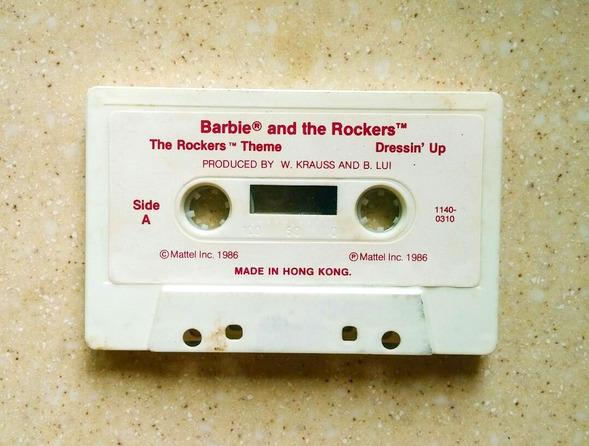 Barbie® and the Rockers™
The Rockers™ Theme Dressin' Up
PRODUCED BY W. KRAUSS AND B. LUI
Side
A
1140-
0310
100 50 0
©Mattel Inc. 1986 ℗Mattel Inc. 1986
MADE IN HONG KONG.